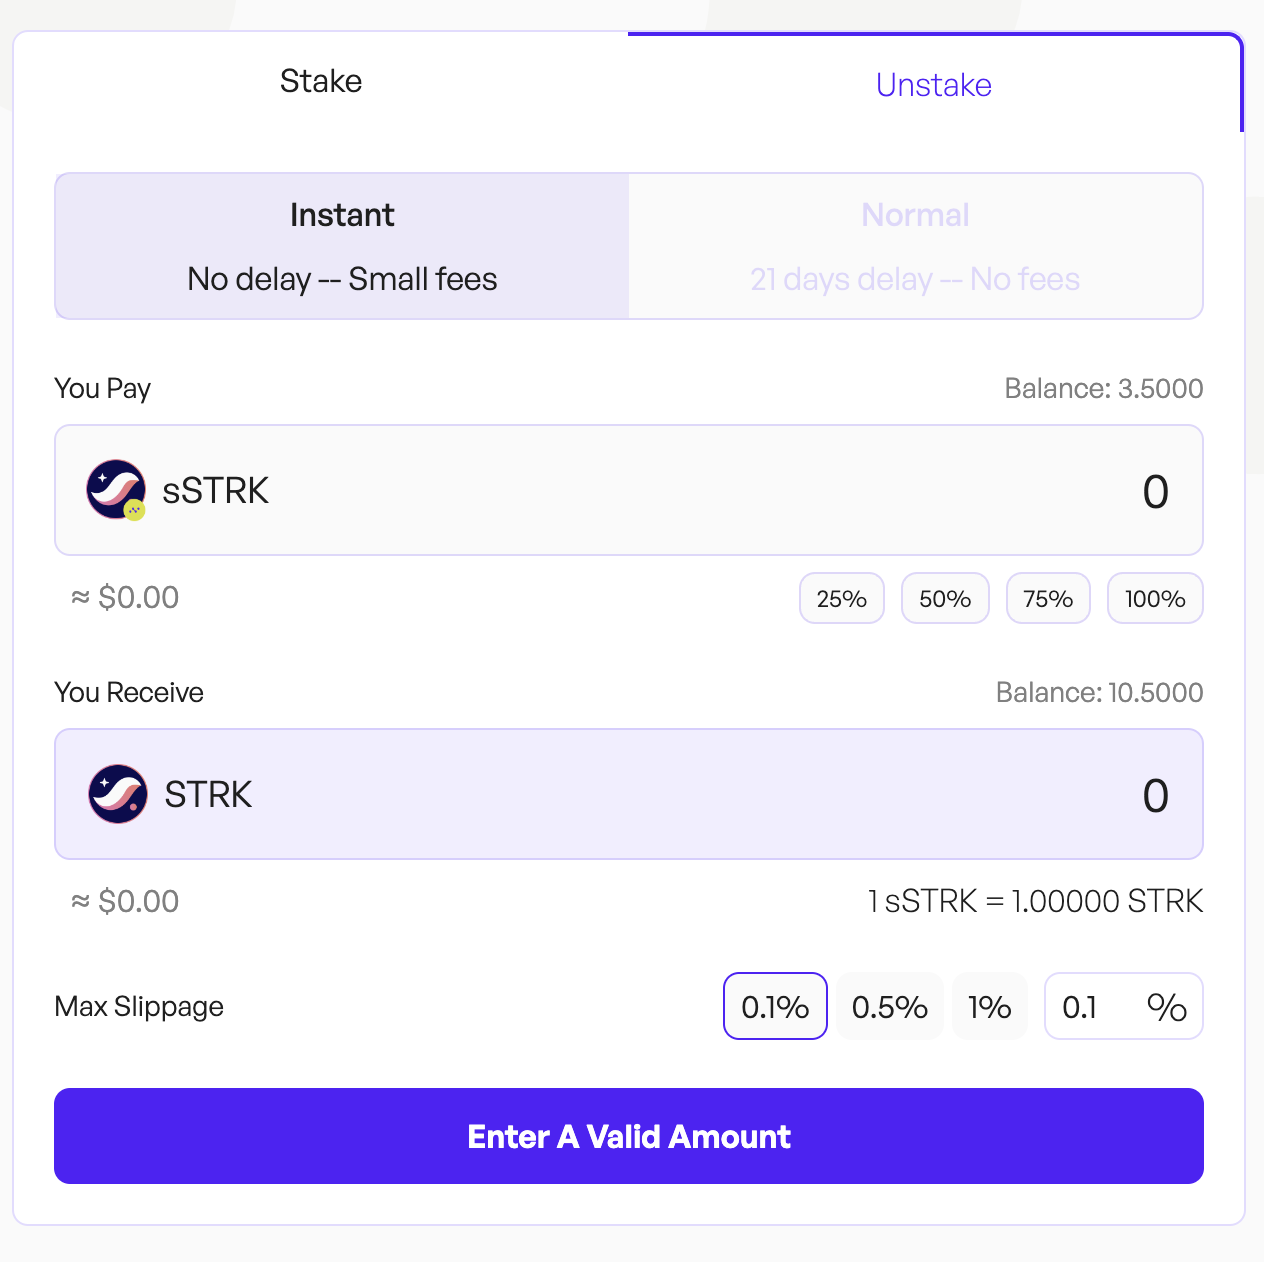 Stake
Unstake
Instant
No delay -- Small fees
Normal
21 days delay -- No fees
You Pay
Balance: 3.5000
sSTRK
0
≈ $0.00
25%
50%
75%
100%
You Receive
Balance: 10.5000
STRK
0
≈ $0.00
1 sSTRK = 1.00000 STRK
Max Slippage
0.1%
0.5%
1%
0.1 %
Enter A Valid Amount